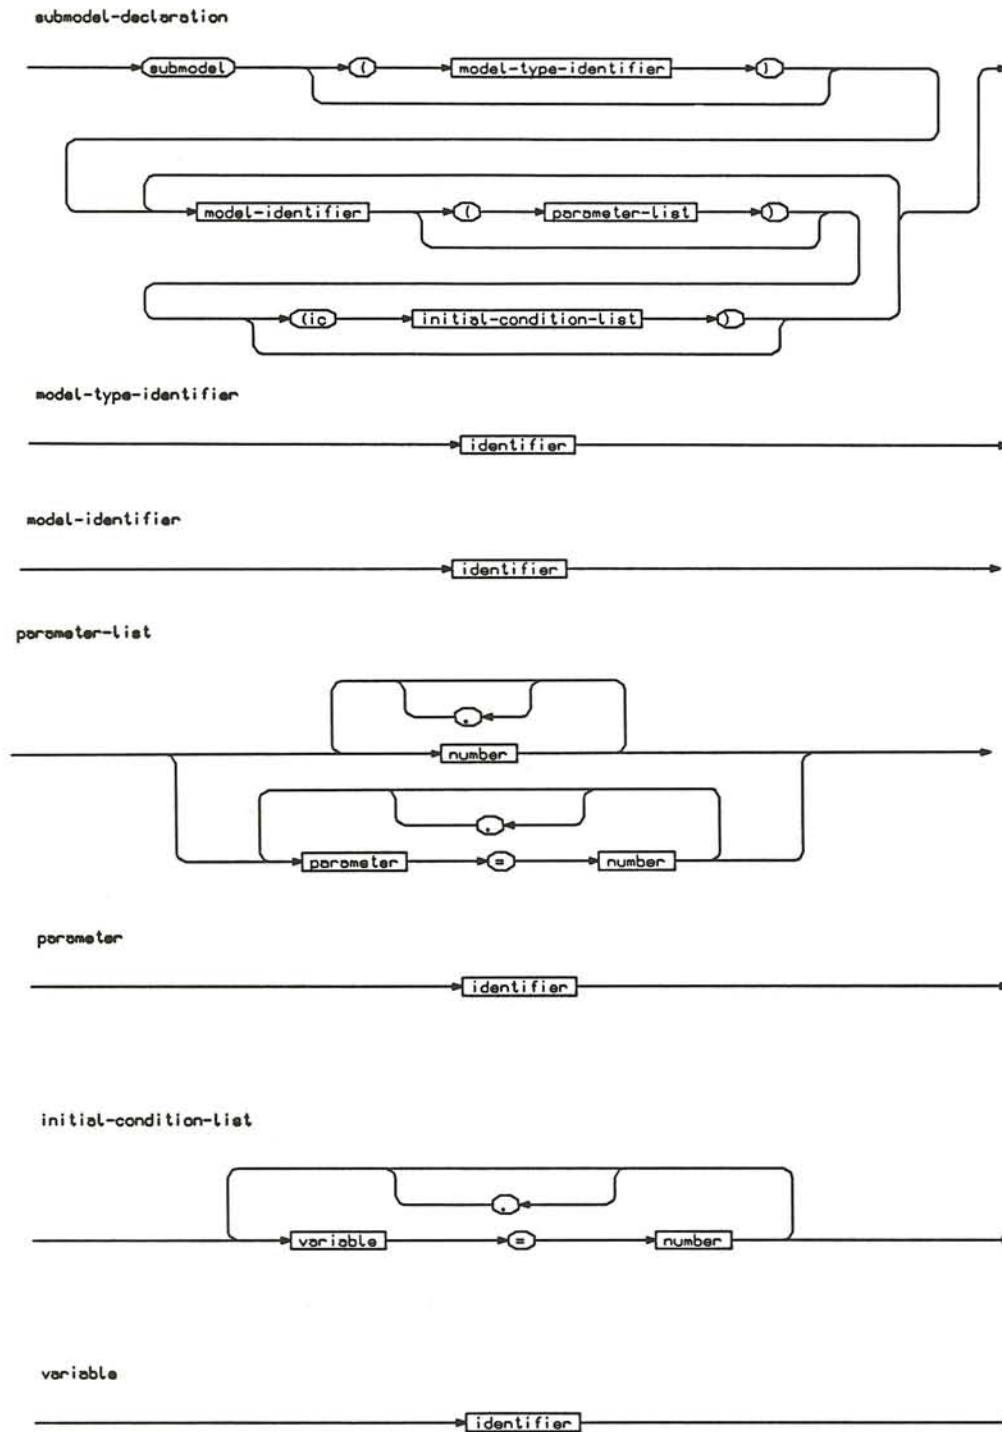 submodel-declaration
submodel ( model-type-identifier )
model-identifier ( parameter-list )
(ic initial-condition-list )
model-type-identifier
identifier
model-identifier
identifier
parameter-list
,
number
,
parameter = number
parameter
identifier
initial-condition-list
,
variable = number
variable
identifier